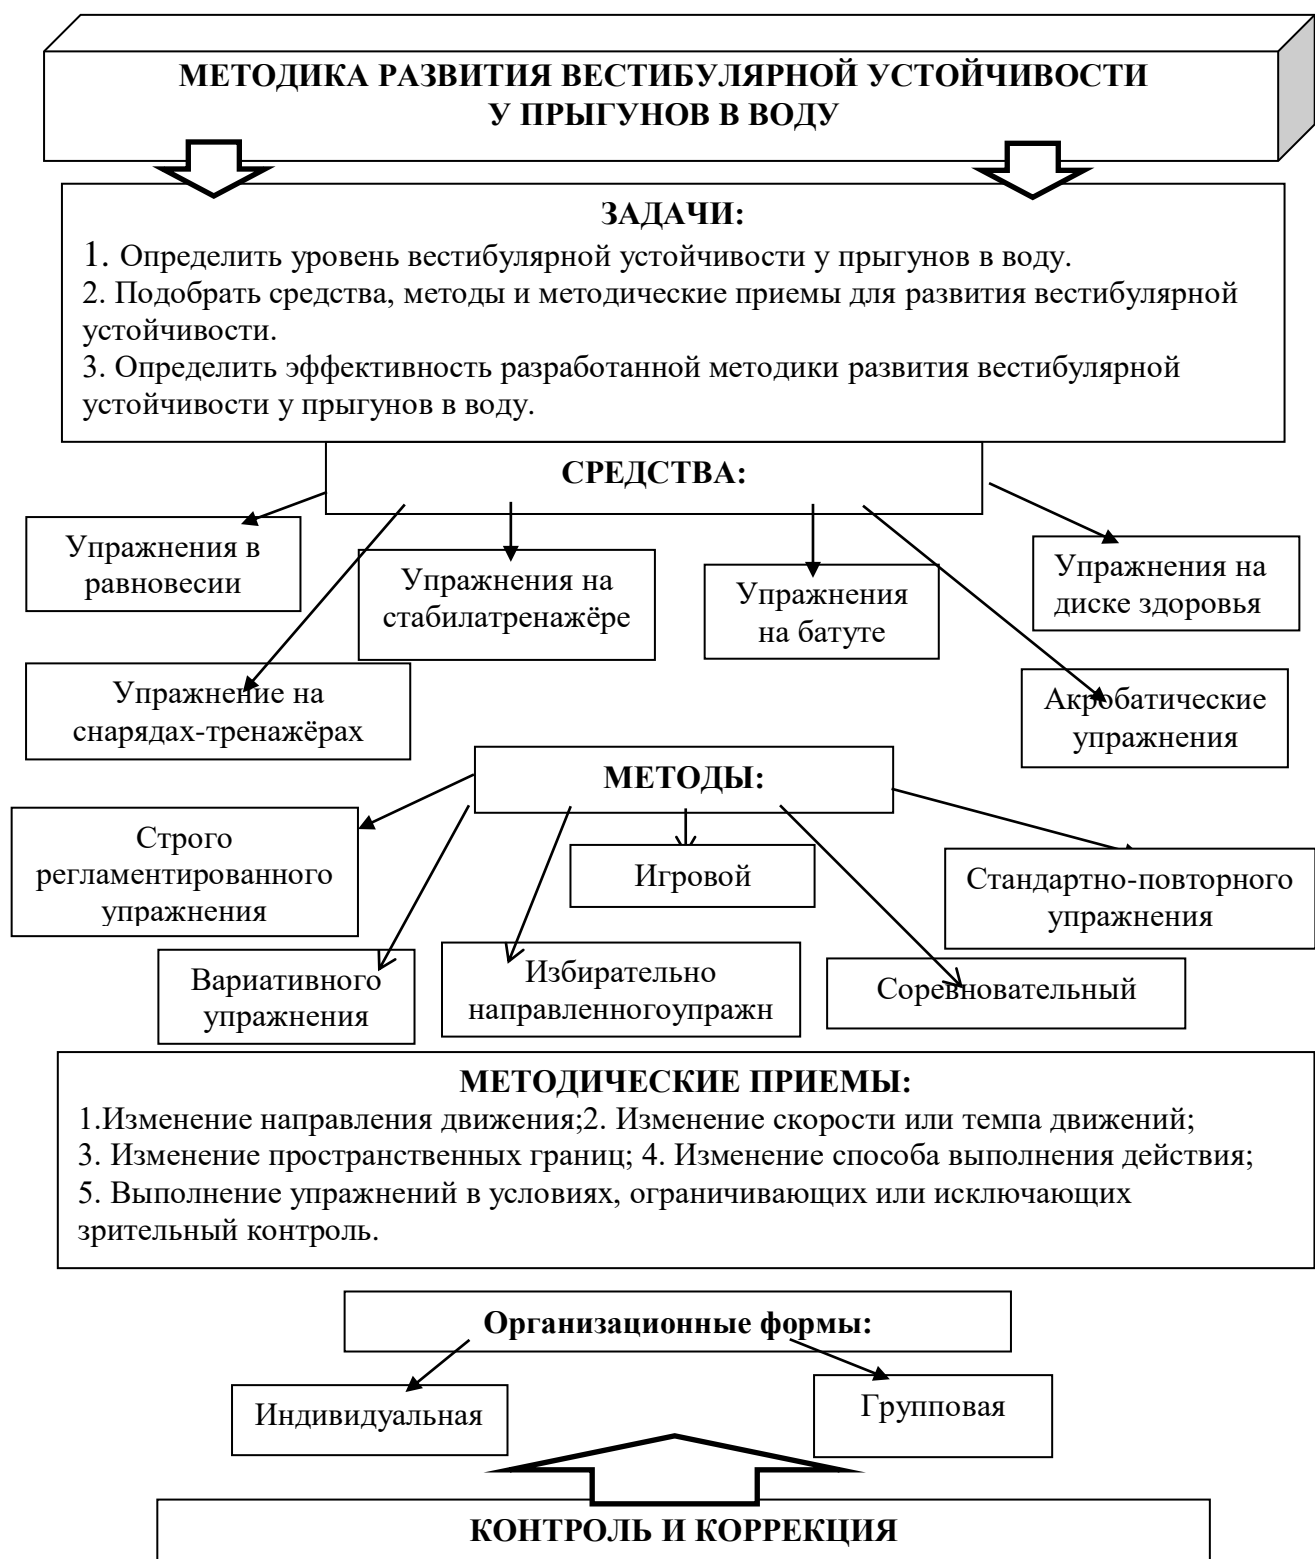 МЕТОДИКА РАЗВИТИЯ ВЕСТИБУЛЯРНОЙ УСТОЙЧИВОСТИ
У ПРЫГУНОВ В ВОДУ
ЗАДАЧИ:
1. Определить уровень вестибулярной устойчивости у прыгунов в воду.
2. Подобрать средства, методы и методические приемы для развития вестибулярной
устойчивости.
3. Определить эффективность разработанной методики развития вестибулярной
устойчивости у прыгунов в воду.
СРЕДСТВА:
Упражнения в
равновесии
Упражнения на
стабилатренажёре
Упражнения
на батуте
Упражнения на
диске здоровья
Упражнение на
снарядах-тренажёрах
Акробатические
упражнения
МЕТОДЫ:
Строго
регламентированного
упражнения
Игровой
Стандартно-повторного
упражнения
Вариативного
упражнения
Избирательно
направленногоупражн
Соревновательный
МЕТОДИЧЕСКИЕ ПРИЕМЫ:
1.Изменение направления движения;2. Изменение скорости или темпа движений;
3. Изменение пространственных границ; 4. Изменение способа выполнения действия;
5. Выполнение упражнений в условиях, ограничивающих или исключающих
зрительный контроль.
Организационные формы:
Индивидуальная
Групповая
КОНТРОЛЬ И КОРРЕКЦИЯ